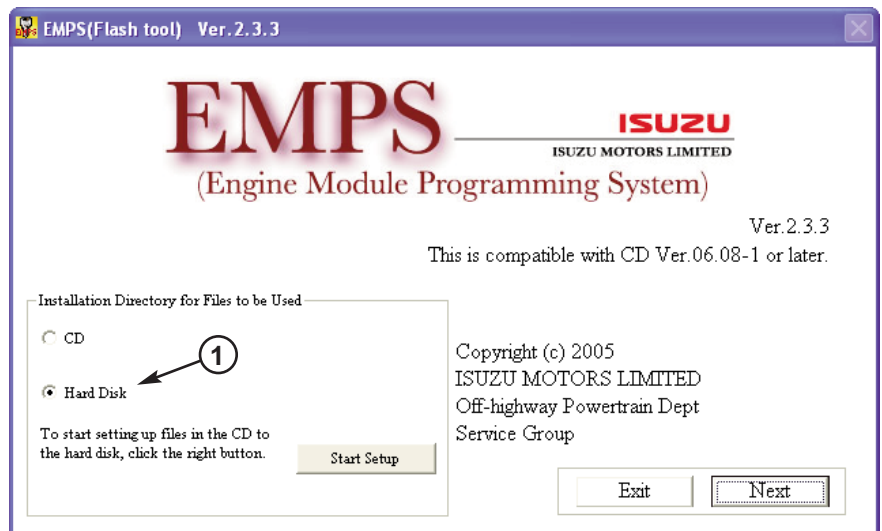 EMPS(Flash tool) Ver.2.3.3
EMPS
ISUZU
ISUZU MOTORS LIMITED
(Engine Module Programming System)
Ver.2.3.3
This is compatible with CD Ver.06.08-1 or later.
Installation Directory for Files to be Used
CD
1
Hard Disk
To start setting up files in the CD to
the hard disk, click the right button.
Start Setup
Copyright (c) 2005
ISUZU MOTORS LIMITED
Off-highway Powertrain Dept
Service Group
Exit
Next